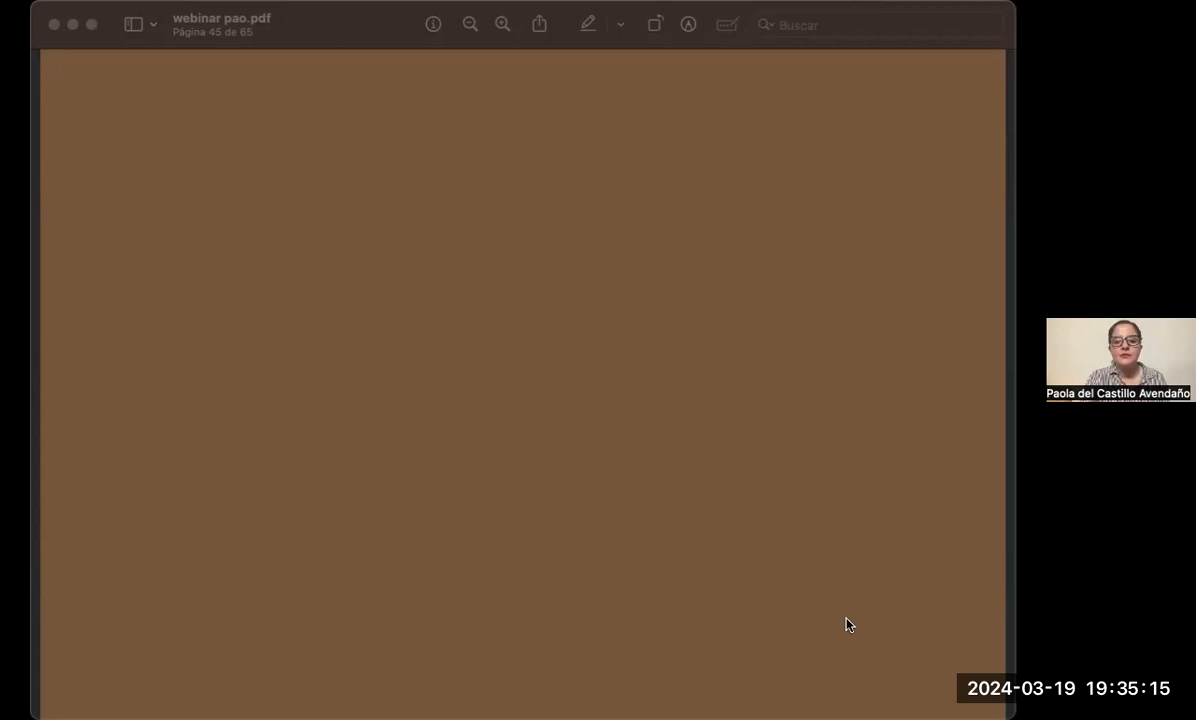 webinar pao.pdf
Página 45 de 65
Buscar
Paola del Castillo Avendaño
2024-03-19 19:35:15